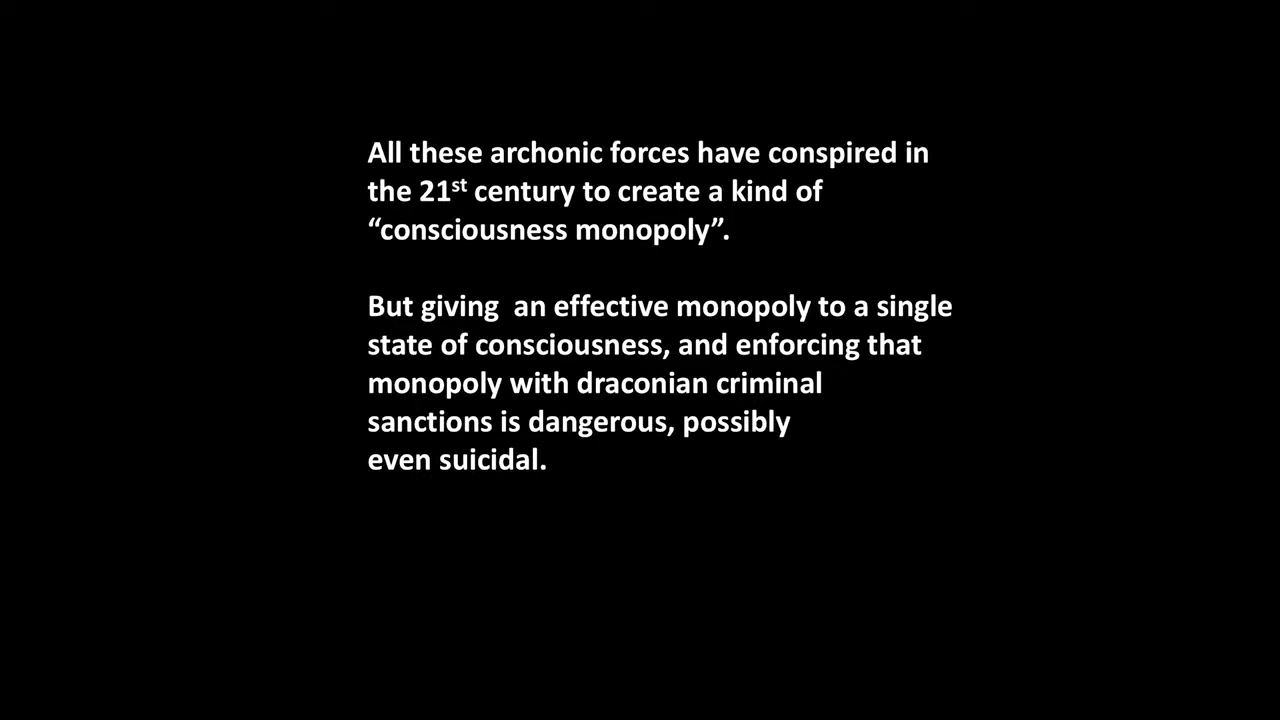 All these archonic forces have conspired in
the 21st century to create a kind of
“consciousness monopoly”.
But giving  an effective monopoly to a single
state of consciousness, and enforcing that
monopoly with draconian criminal
sanctions is dangerous, possibly
even suicidal.